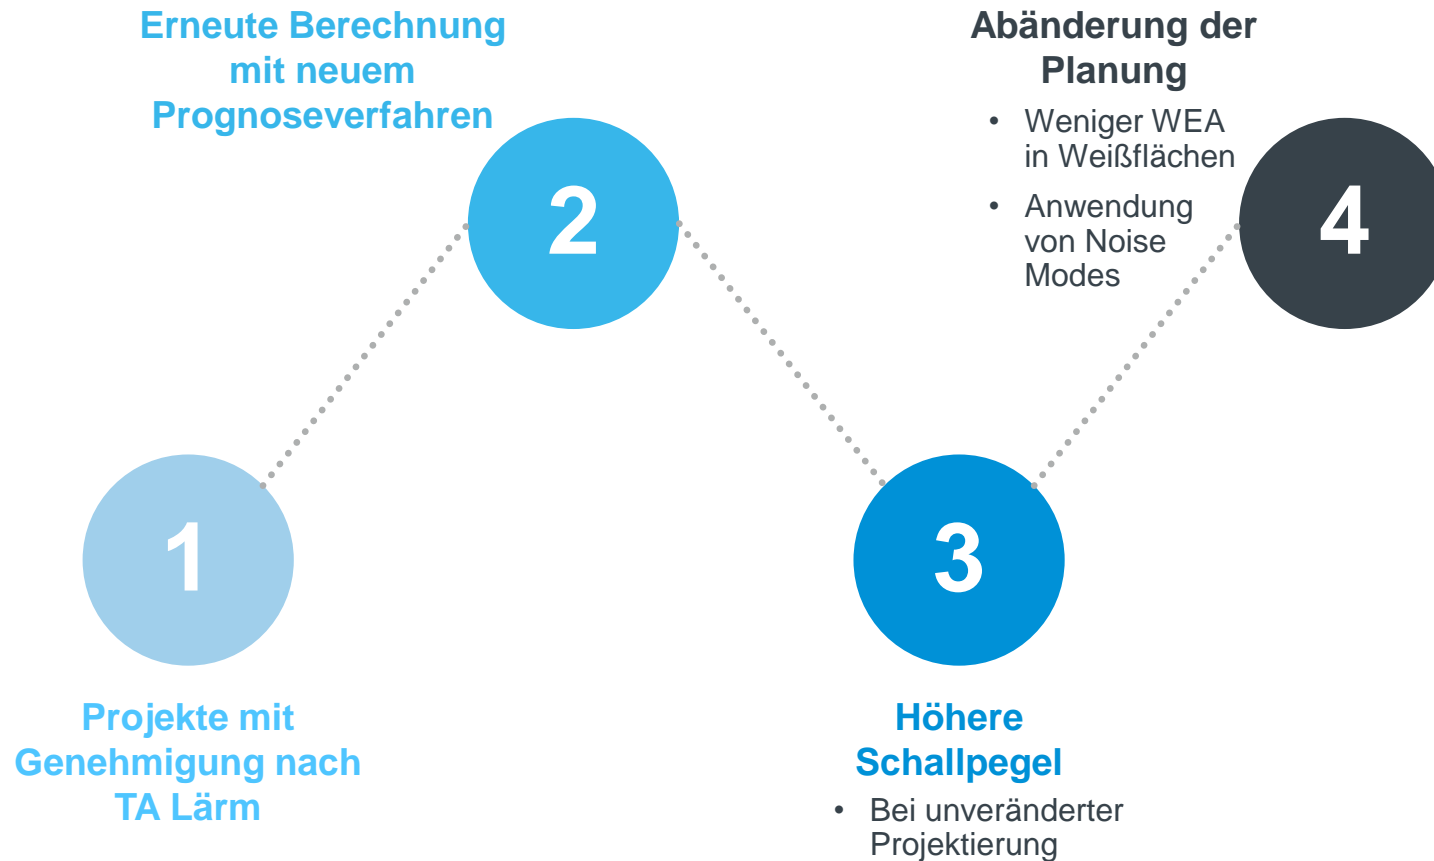 Erneute Berechnung
mit neuem
Prognoseverfahren
2
Abänderung der
Planung
• Weniger WEA
in Weißflächen
• Anwendung
von Noise
Modes
4
1
Projekte mit
Genehmigung nach
TA Lärm
3
Höhere
Schallpegel
• Bei unveränderter
Projektierung